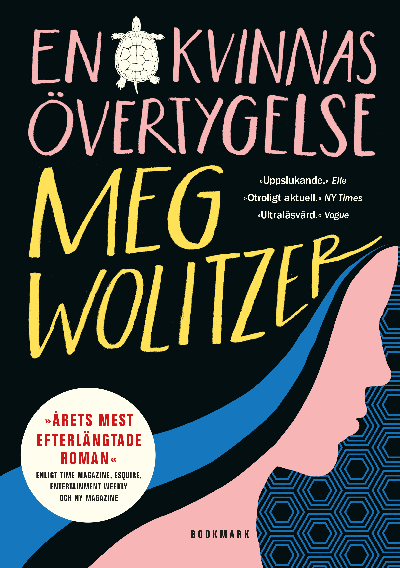 EN KVINNAS
ÖVERTYGELSE
MEG
WOLITZER
»Uppslukande.» Elle
»Otroligt aktuell.» NY Times
»Ultraläsvärd.» Vogue
»ÅRETS MEST
EFTERLÄNGTADE
ROMAN«
ENLIGT TIME MAGAZINE, ESQUIRE,
ENTERTAINMENT WEEKLY
OCH NY MAGAZINE
BOOKMARK